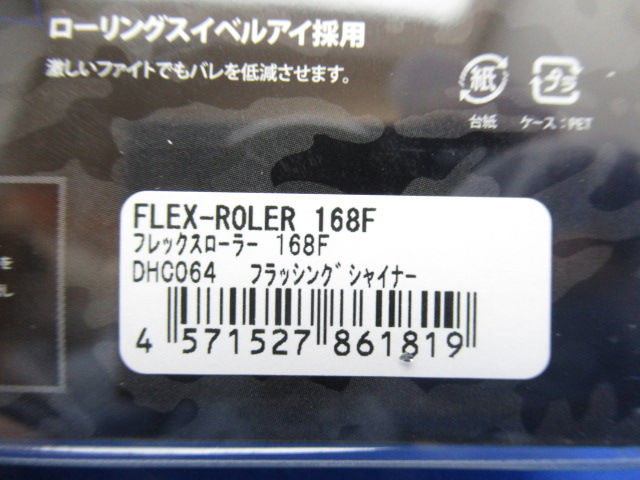 ローリングスイベルアイ採用
激しいファイトでもバレを低減させます。
紙
プラ
台紙
ケース:PET
を
FLEX-ROLER 168F
フレックスローラー 168F
DHC064 フラッシングシャイナー
4 571527 861819